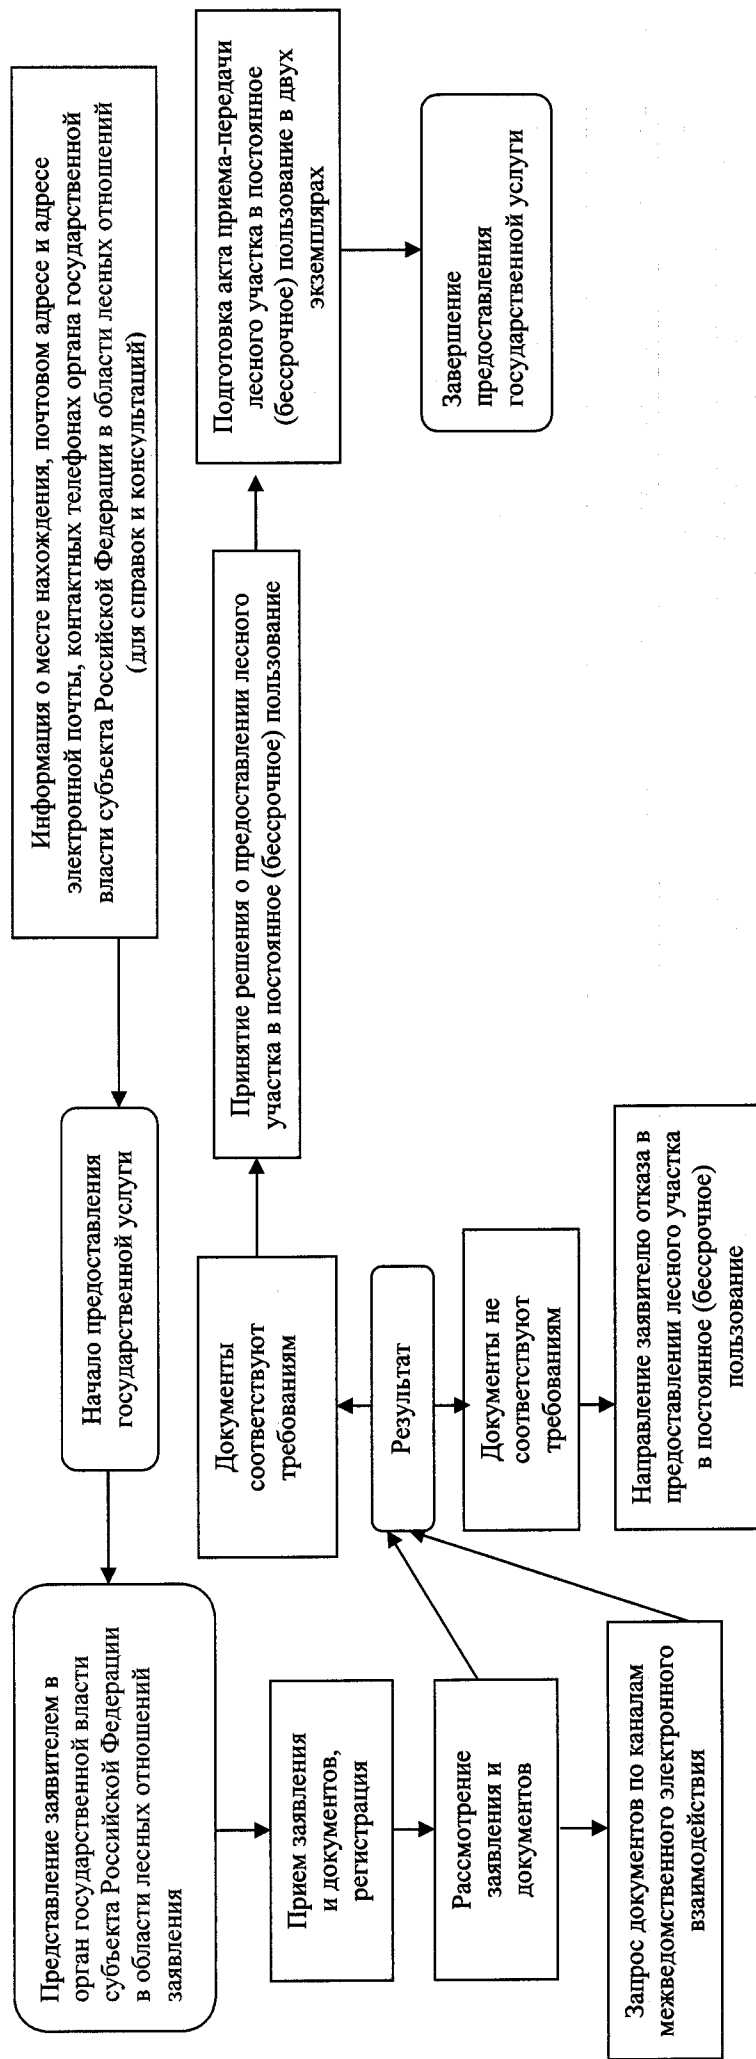 Информация о месте нахождения, почтовом адресе и адресе
электронной почты, контактных телефонах органа государственной
власти субъекта Российской Федерации в области лесных отношений
(для справок и консультаций)
Начало предоставления
государственной услуги
Представление заявителем в
орган государственной власти
субъекта Российской Федерации
в области лесных отношений
заявления
Прием заявления
и документов,
регистрация
Рассмотрение
заявления и
документов
Запрос документов по каналам
межведомственного электронного
взаимодействия
Результат
Документы
соответствуют
требованиям
Документы не
соответствуют
требованиям
Направление заявителю отказа в
предоставлении лесного участка
в постоянное (бессрочное)
пользование
Принятие решения о предоставлении лесного
участка в постоянное (бессрочное) пользование
Подготовка акта приема-передачи
лесного участка в постоянное
(бессрочное) пользование в двух
экземплярах
Завершение
предоставления
государственной услуги